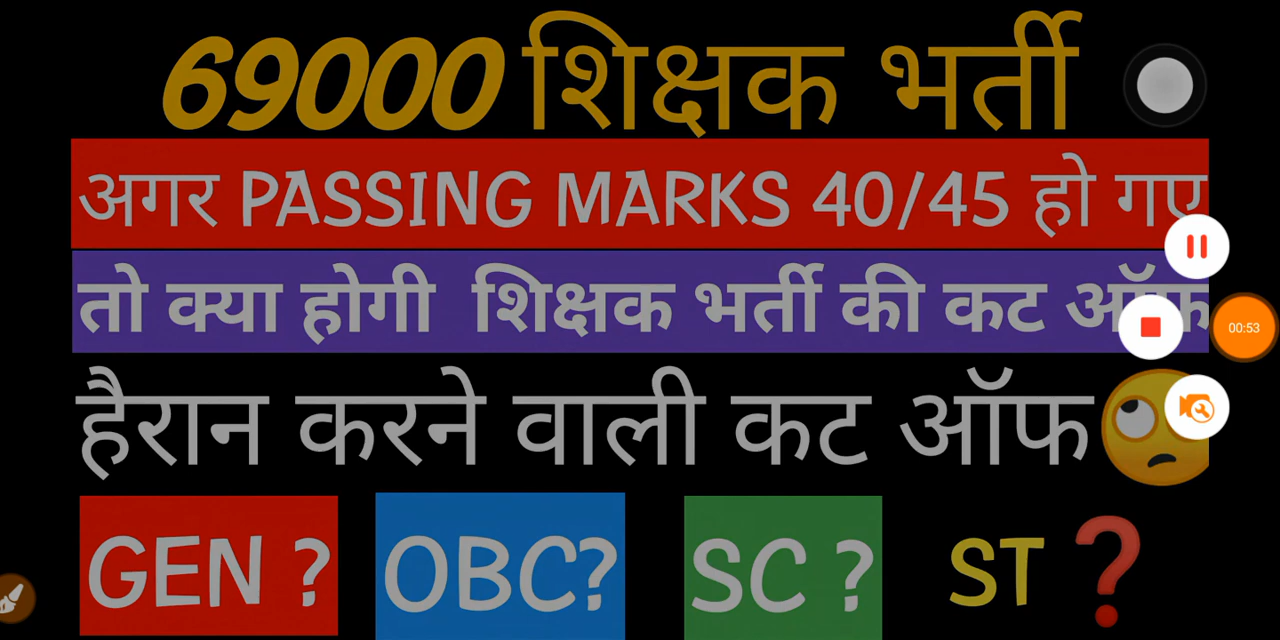 69000 शिक्षक भर्ती
अगर PASSING MARKS 40/45 हो गए
तो क्या होगी शिक्षक भर्ती की कट ऑफ
00:53
हैरान करने वाली कट ऑफ
GEN ? OBC? SC ? ST ❓